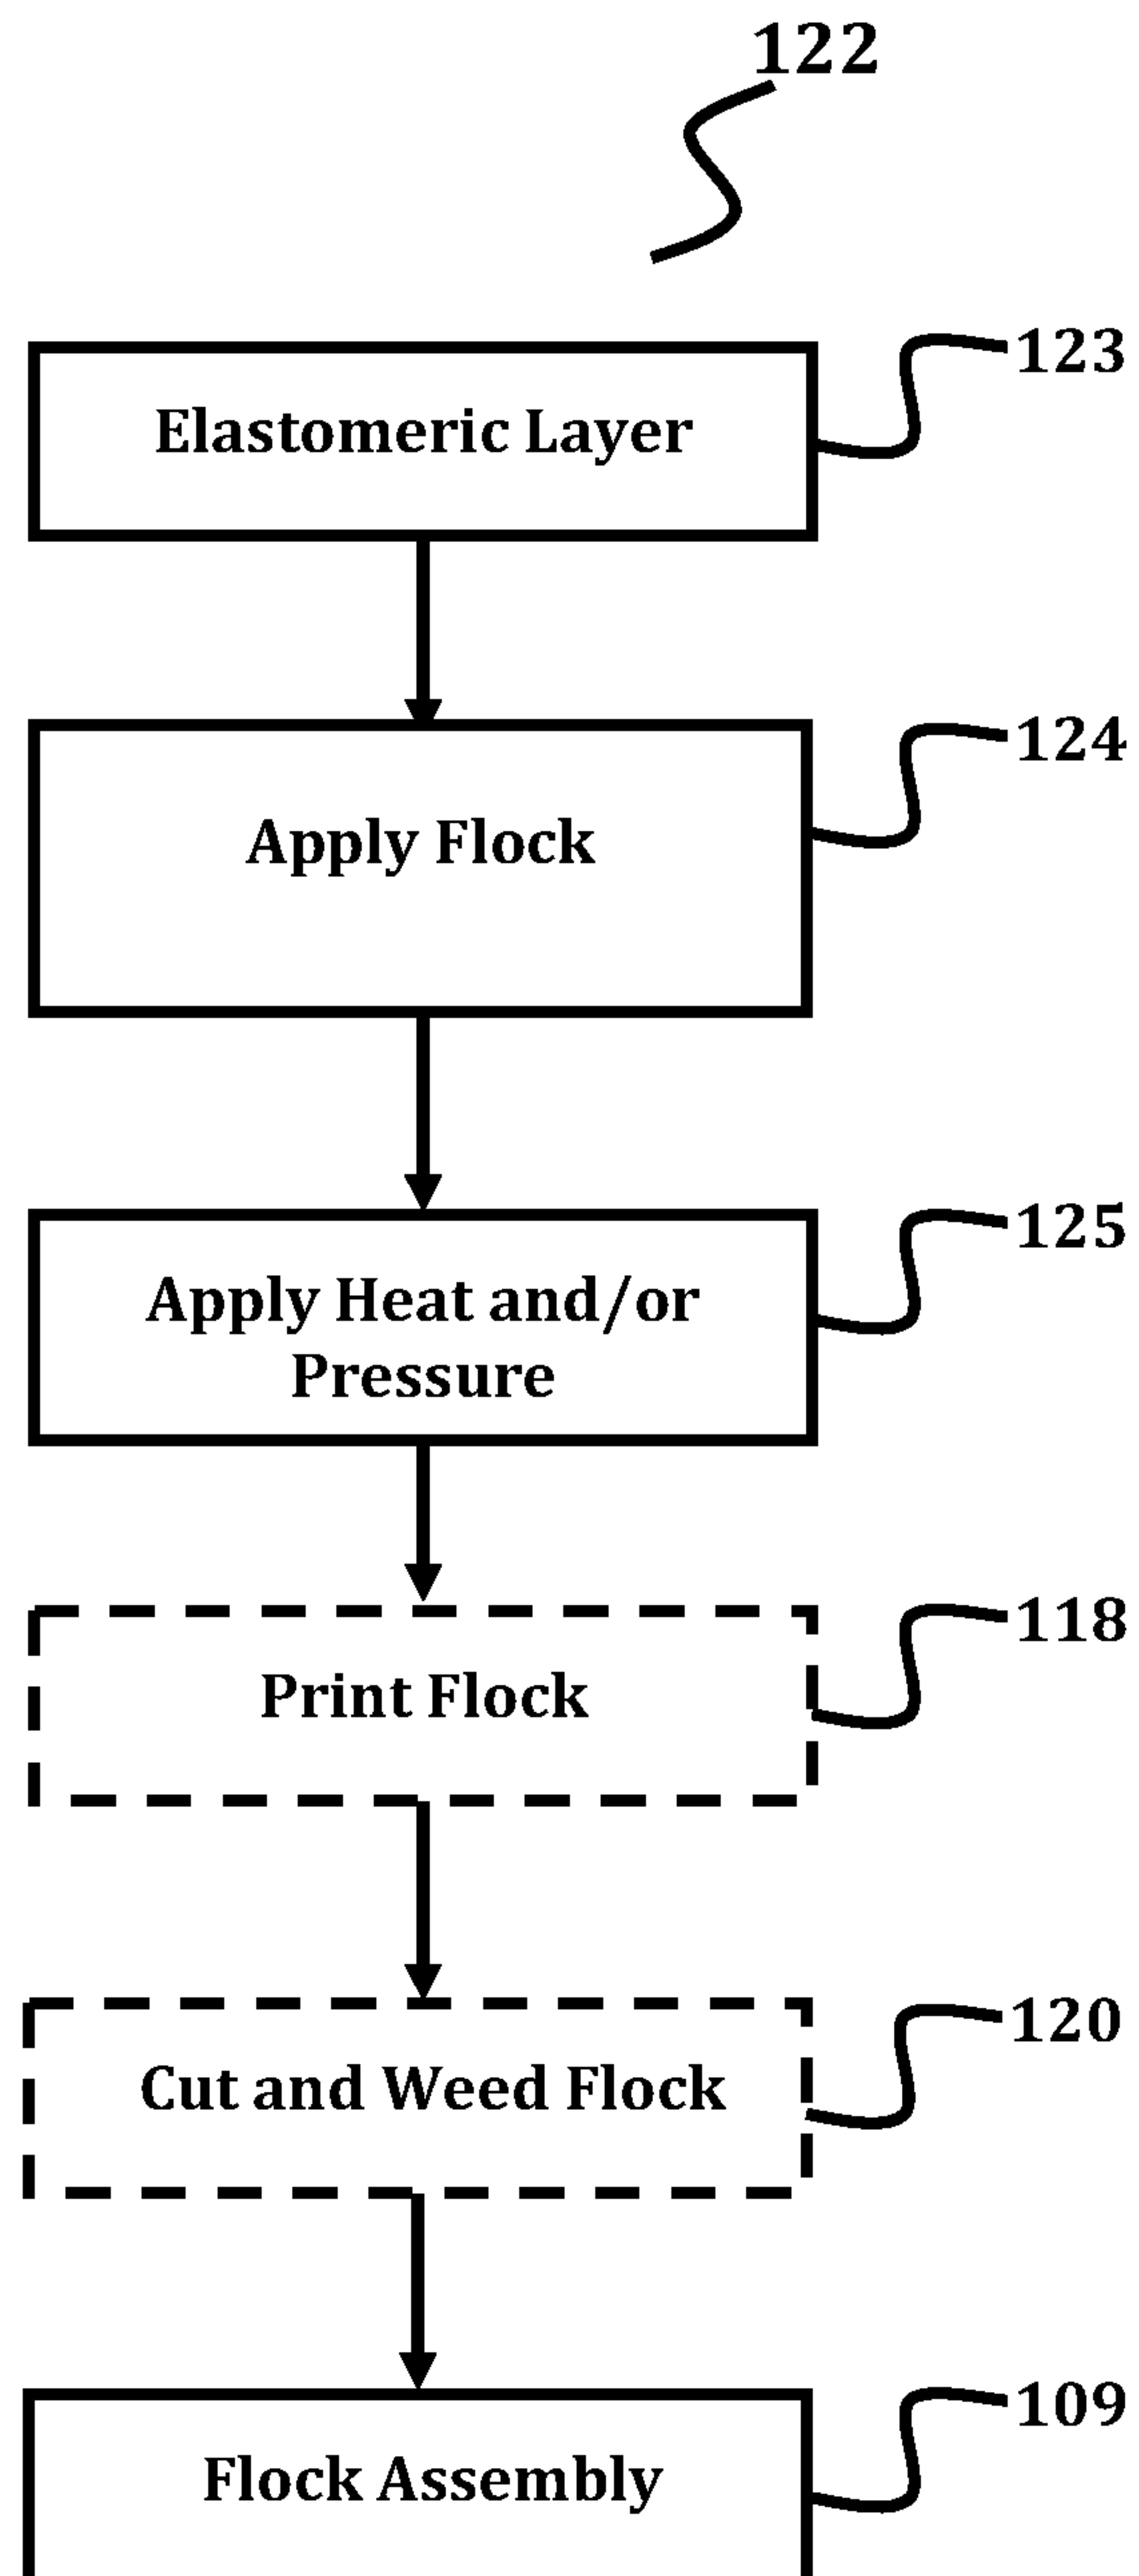 122
Elastomeric Layer
123
Apply Flock
124
Apply Heat and/or
Pressure
125
Print Flock
118
Cut and Weed Flock
120
Flock Assembly
109